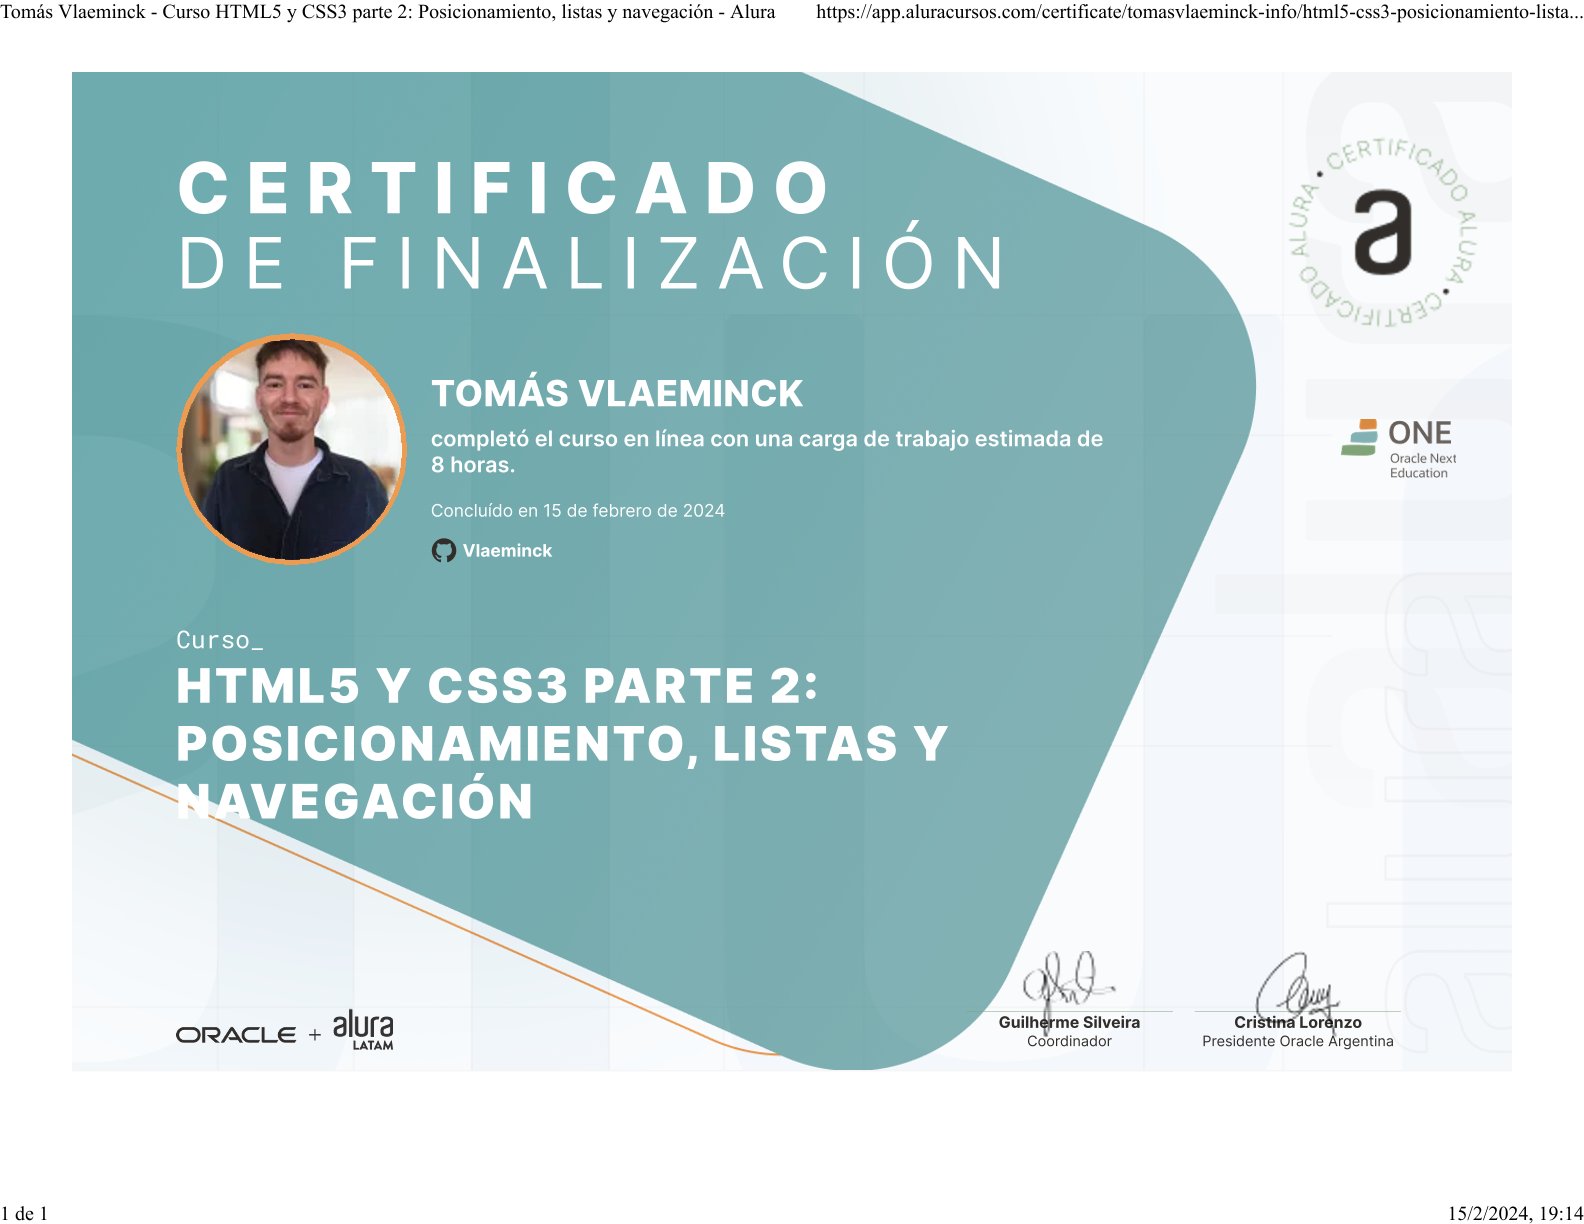 Tomás Vlaeminck - Curso HTML5 y CSS3 parte 2: Posicionamiento, listas y navegación - Alura
https://app.aluracursos.com/certificate/tomasvlaeminck-info/html5-css3-posicionamiento-lista...
CERTIFICADO
DE FINALIZACIÓN
CERTIFICADO ALURA • CERTIFICADO ALURA •
a
TOMÁS VLAEMINCK
completó el curso en línea con una carga de trabajo estimada de
8 horas.
Concluído en 15 de febrero de 2024
Vlaeminck
ONE
Oracle Next
Education
Curso_
HTML5 Y CSS3 PARTE 2:
POSICIONAMIENTO, LISTAS Y
NAVEGACIÓN
ORACLE + alura
LATAM
Guilherme Silveira
Coordinador
Cristina Lorenzo
Presidente Oracle Argentina
alura
alura
1 de 1
15/2/2024, 19:14